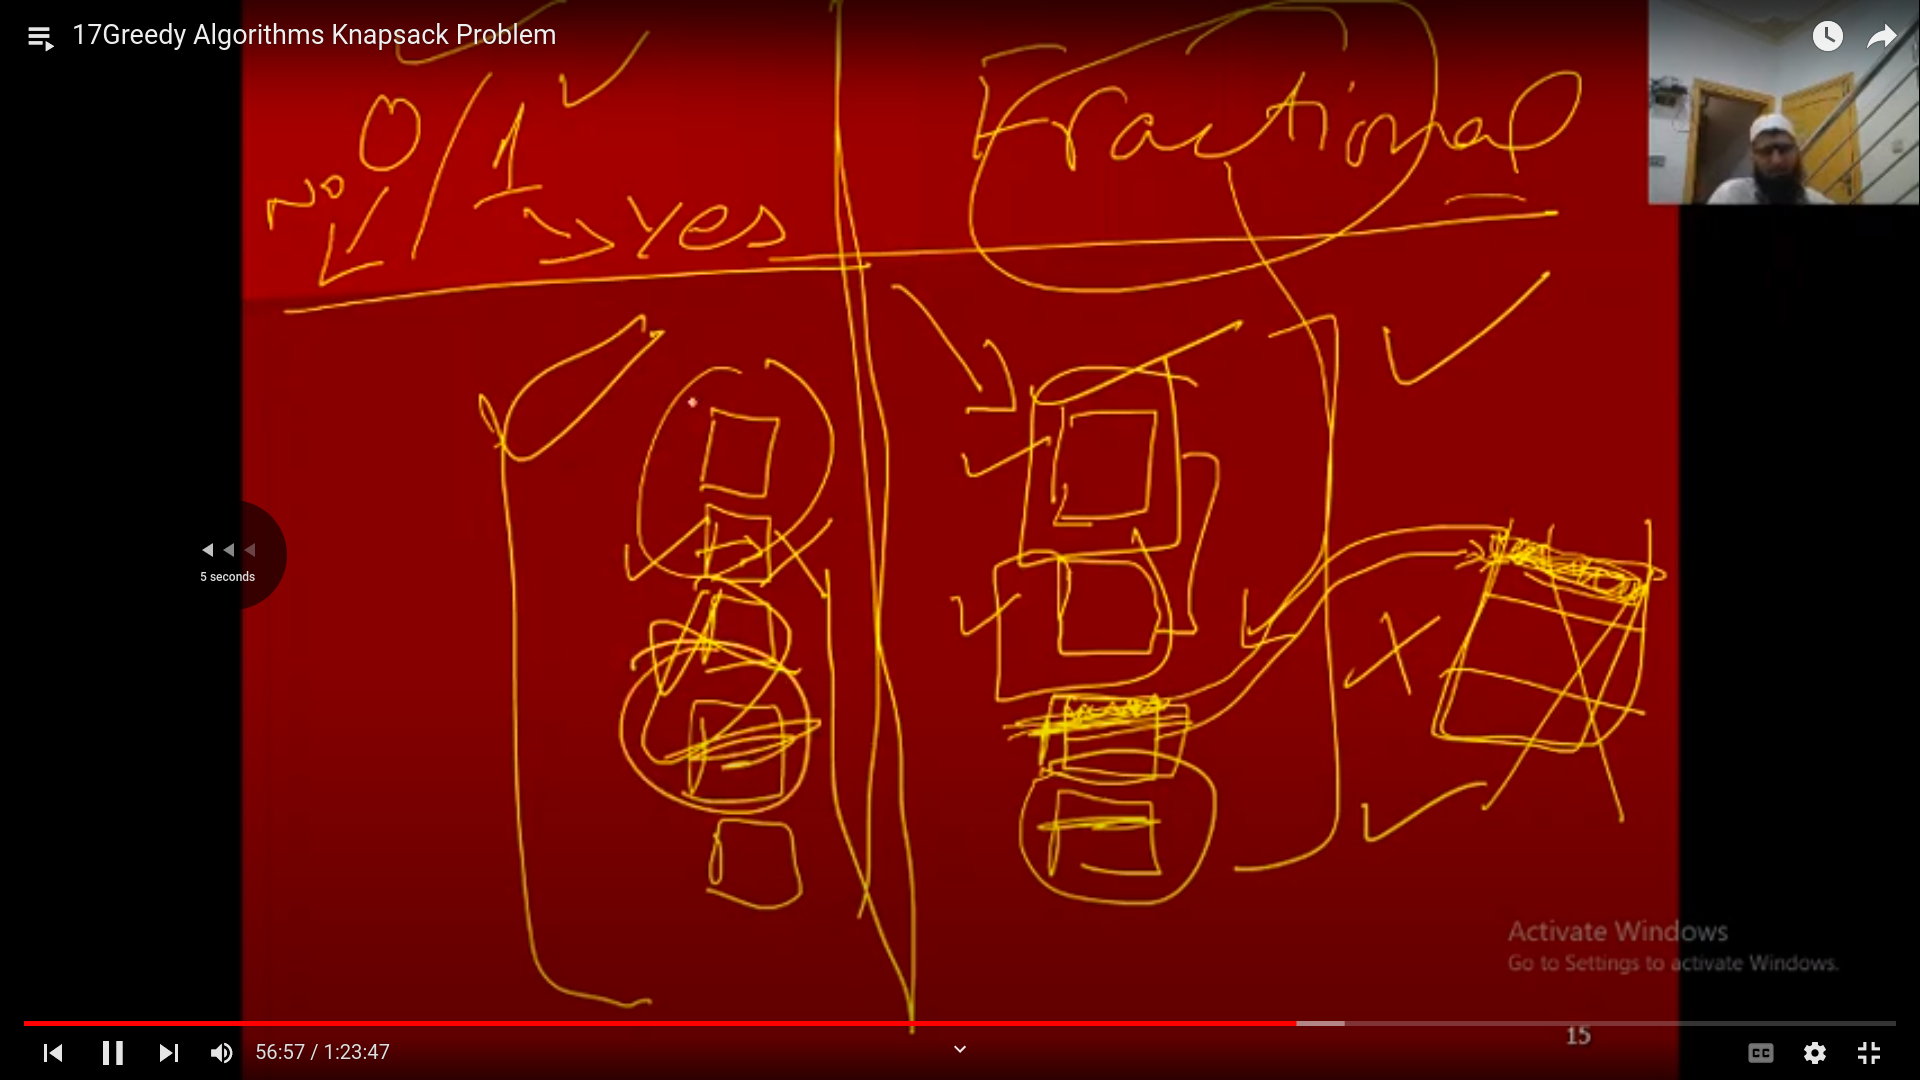 17Greedy Algorithms Knapsack Problem
0/1
Fractional
No
Yes
5 seconds
Activate Windows
Go to Settings to activate Windows.
15
56:57 / 1:23:47
CC